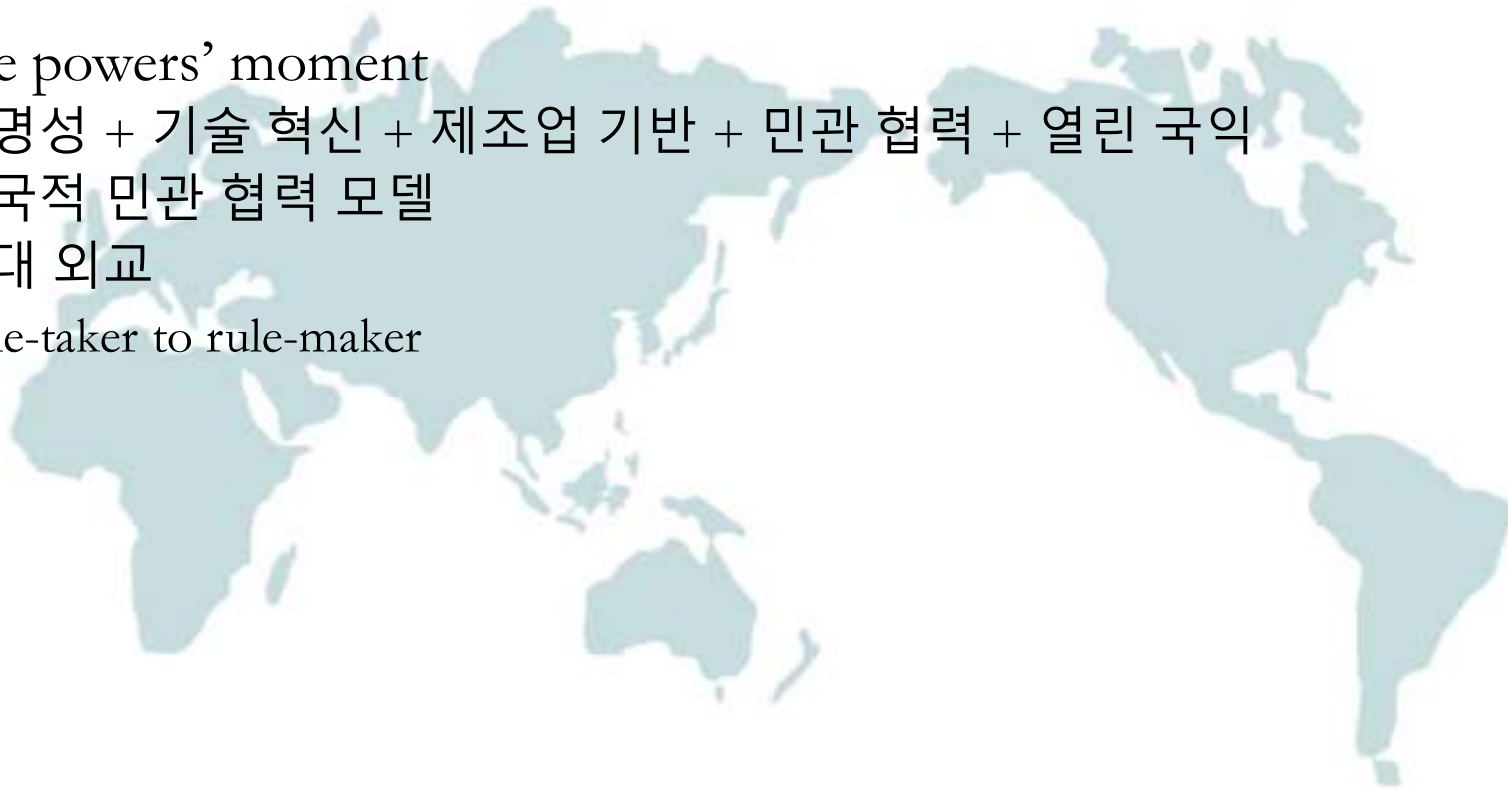 e powers’ moment
명성 + 기술 혁신 + 제조업 기반 + 민관 협력 + 열린 국익
국적 민관 협력 모델
대 외교
e-taker to rule-maker